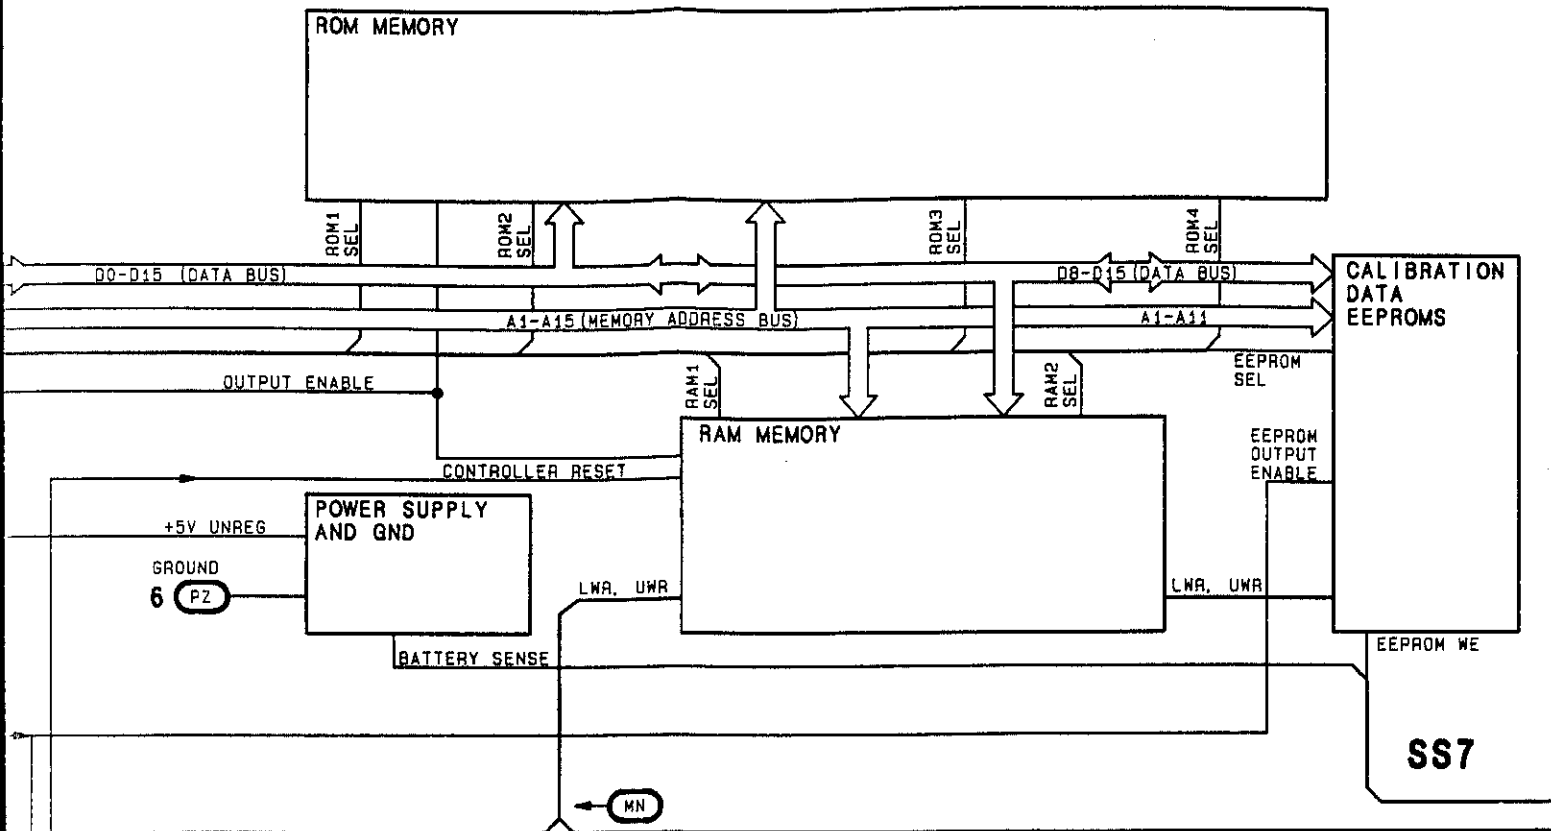 ROM MEMORY
ROM1
SEL
ROM2
SEL
ROM3
SEL
ROM4
SEL
D0-D15 (DATA BUS)
D8-D15 (DATA BUS)
CALIBRATION
DATA
EEPROMS
A1-A15 (MEMORY ADDRESS BUS)
A1-A11
EEPROM
SEL
OUTPUT ENABLE
RAM1
SEL
RAM2
SEL
RAM MEMORY
EEPROM
OUTPUT
ENABLE
CONTROLLER RESET
POWER SUPPLY
AND GND
+5V UNREG
GROUND
6 PZ
LWR, UWR
LWR, UWR
BATTERY SENSE
EEPROM WE
SS7
MN